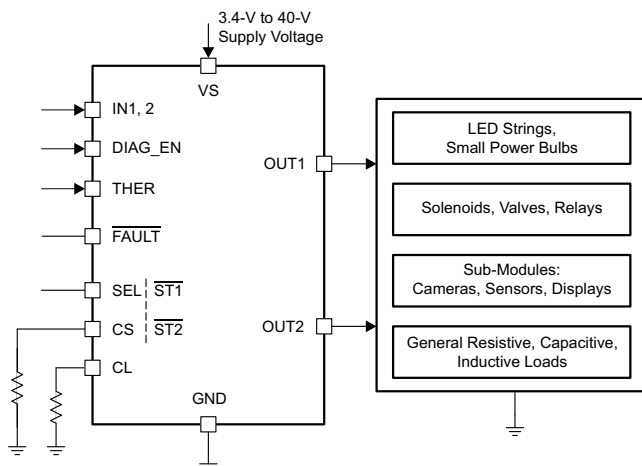 3.4-V to 40-V
Supply Voltage
VS
IN1, 2
DIAG_EN
THER
FAULT
SEL ST1
CS ST2
CL
GND
OUT1
OUT2
LED Strings,
Small Power Bulbs
Solenoids, Valves, Relays
Sub-Modules:
Cameras, Sensors, Displays
General Resistive, Capacitive,
Inductive Loads